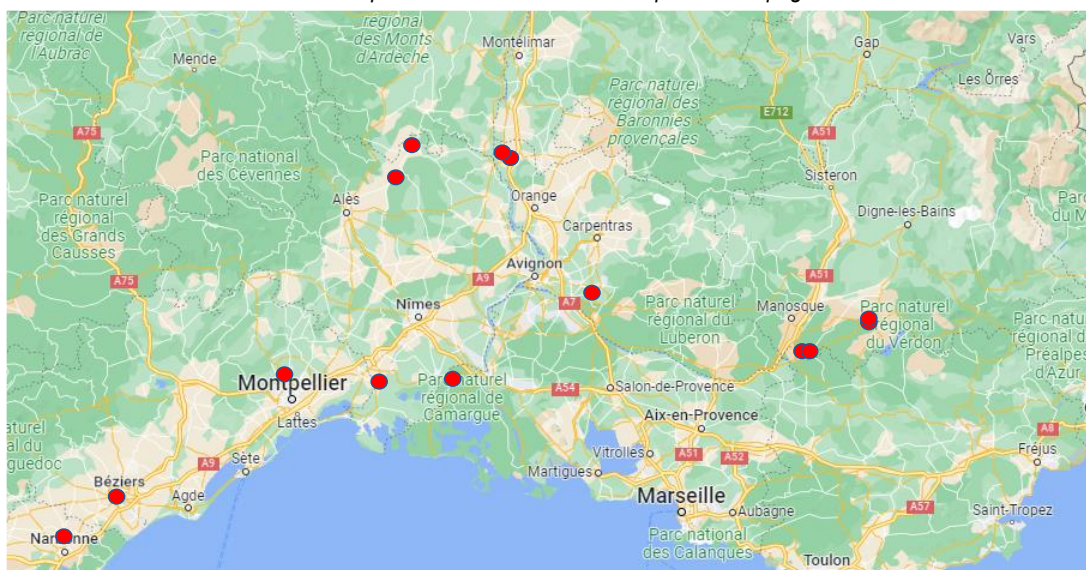 Parc naturel
régional de
l'Aubrac
Mende
régional
des Monts
d'Ardèche
Montélimar
Gap
Vars
Les Orres
Parc naturel
régional des
Baronnies
provençales
E712
A75
A51
Parc national
des Cévennes
Sisteron
Alès
Orange
Parc naturel
régional
des Grands
Causses
Digne-les-Bains
Carpentras
Avignon
A9
A75
A51
A7
Nîmes
Parc naturel
régional du
Luberon
Manosque
Parc naturel
régional
du Verdon
Préalpes
d'Azur
Montpellier
Parc naturel
régional de
Camargue
A54
Salon-de-Provence
Lattes
Aix-en-Provence
A8
Fréjus
Vitrolles
A51
A52
Sète
A9
Martigues
Béziers
Agde
Marseille
Aubagne
A57
Saint-Tropez
Parc national
des Calanques
Toulon